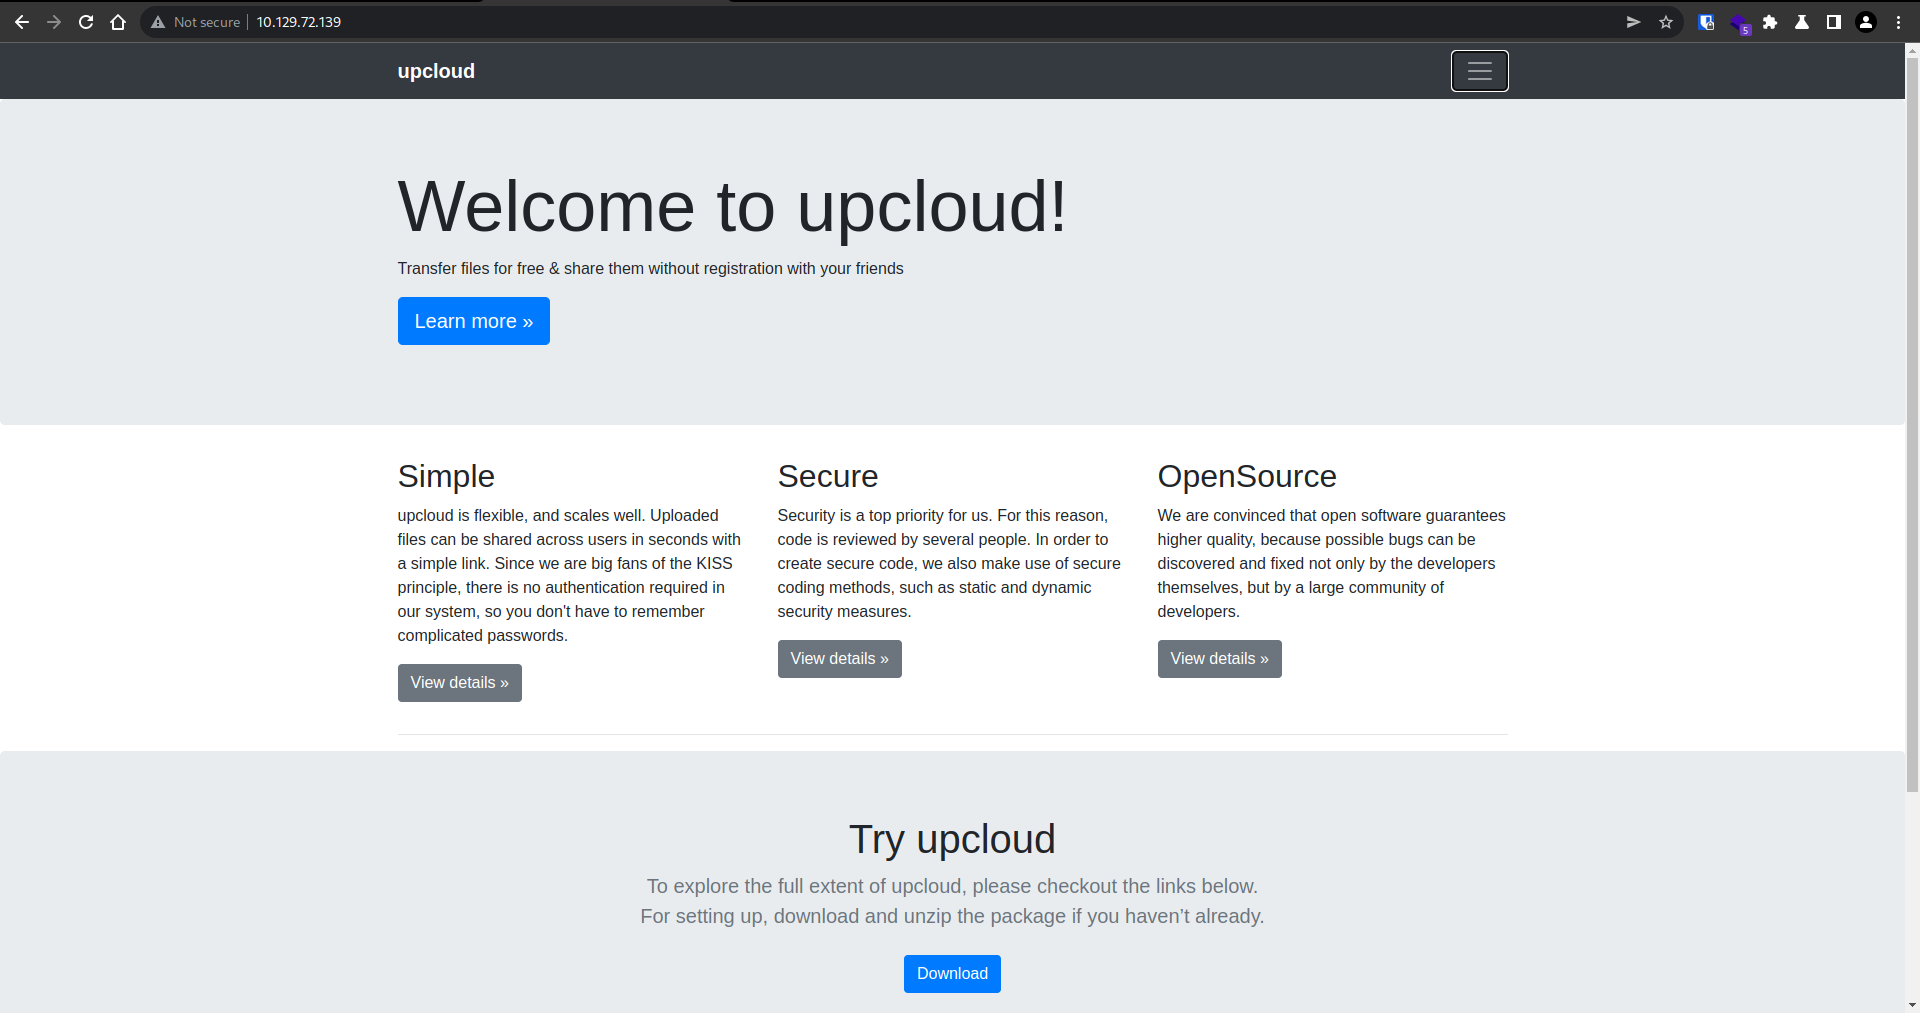 Not secure | 10.129.72.139
5
upcloud
Welcome to upcloud!
Transfer files for free & share them without registration with your friends
Learn more »
Simple
upcloud is flexible, and scales well. Uploaded
files can be shared across users in seconds with
a simple link. Since we are big fans of the KISS
principle, there is no authentication required in
our system, so you don't have to remember
complicated passwords.
View details »
Secure
Security is a top priority for us. For this reason,
code is reviewed by several people. In order to
create secure code, we also make use of secure
coding methods, such as static and dynamic
security measures.
View details »
OpenSource
We are convinced that open software guarantees
higher quality, because possible bugs can be
discovered and fixed not only by the developers
themselves, but by a large community of
developers.
View details »
Try upcloud
To explore the full extent of upcloud, please checkout the links below.
For setting up, download and unzip the package if you haven’t already.
Download